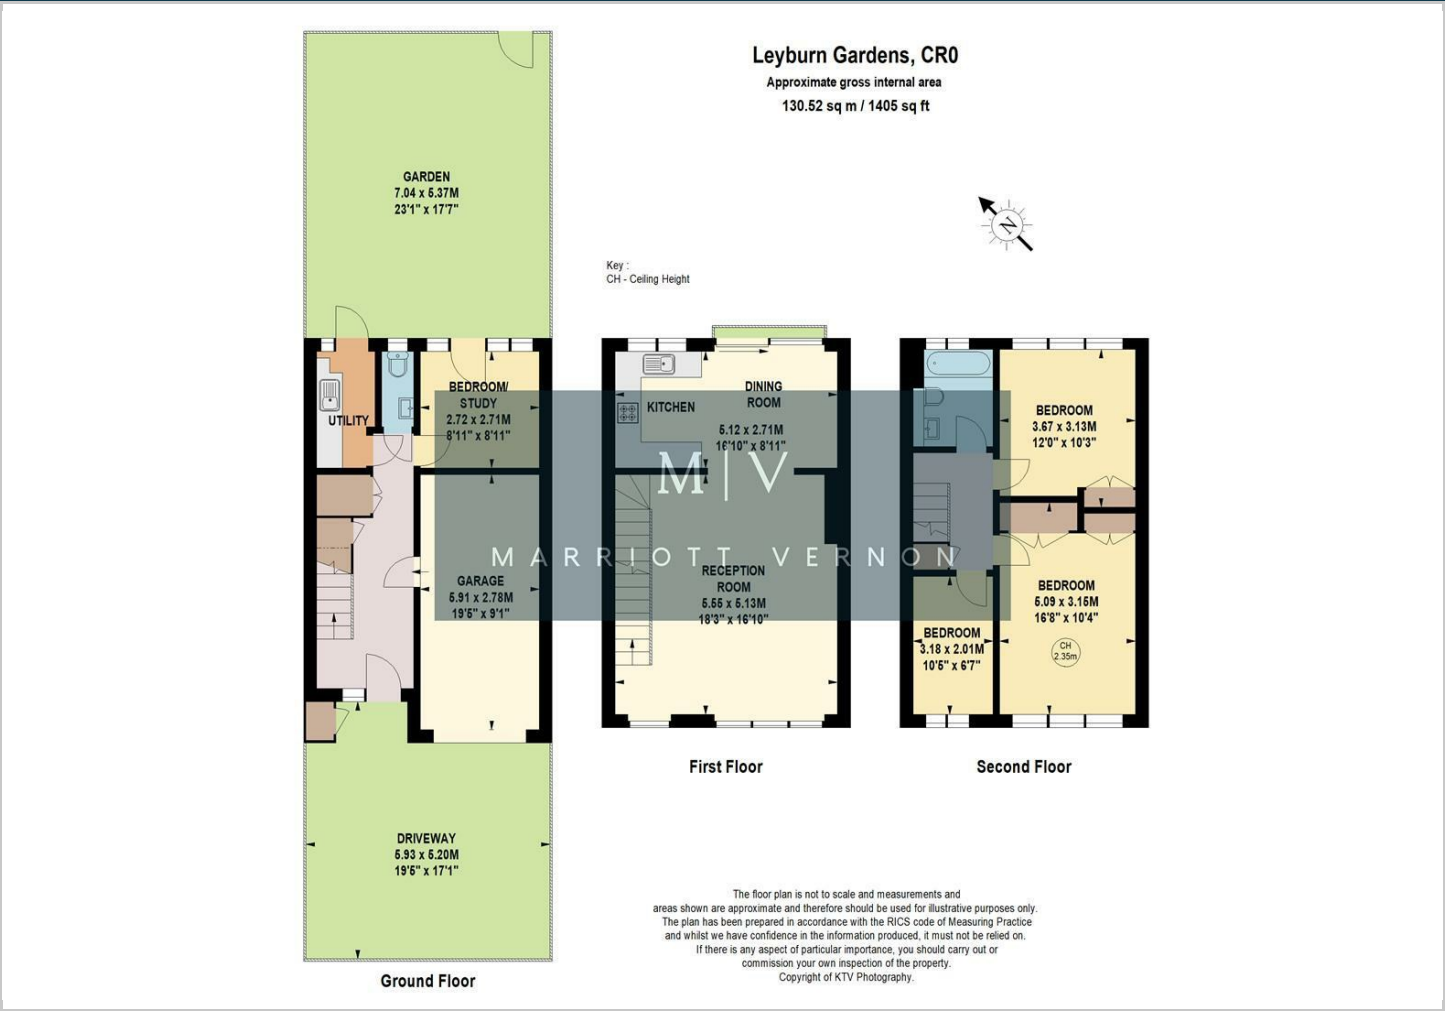 Leyburn Gardens, CR0
Approximate gross internal area
130.52 sq m / 1405 sq ft
N
Key :
CH - Ceiling Height
GARDEN
7.04 x 5.37M
23'1" x 17'7"
UTILITY
BEDROOM/
STUDY
2.72 x 2.71M
8'11" x 8'11"
GARAGE
5.91 x 2.78M
19'5" x 9'1"
DRIVEWAY
5.93 x 5.20M
19'5" x 17'1"
Ground Floor
KITCHEN
DINING
ROOM
5.12 x 2.71M
16'10" x 8'11"
M|V
MARRIOTT VERNON
RECEPTION
ROOM
5.55 x 5.13M
18'3" x 16'10"
First Floor
BEDROOM
3.67 x 3.13M
12'0" x 10'3"
BEDROOM
5.09 x 3.15M
16'8" x 10'4"
CH
2.35m
BEDROOM
3.18 x 2.01M
10'5" x 6'7"
Second Floor
The floor plan is not to scale and measurements and
areas shown are approximate and therefore should be used for illustrative purposes only.
The plan has been prepared in accordance with the RICS code of Measuring Practice
and whilst we have confidence in the information produced, it must not be relied on.
If there is any aspect of particular importance, you should carry out or
commission your own inspection of the property.
Copyright of KTV Photography.